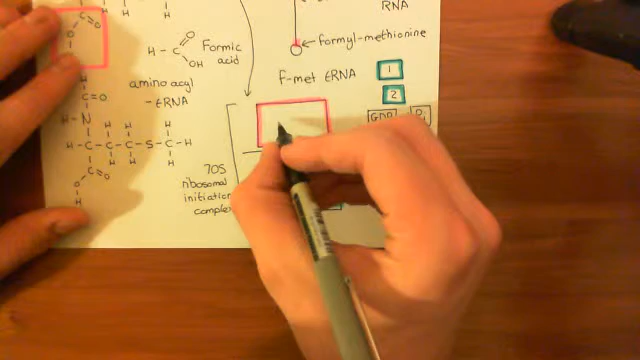 RNA
formyl-methionine
Formic
acid
H-C
O
OH
F-met tRNA
1
2
GDP
Pi
amino acyl
-tRNA
H
C=O
H-N
H H H
H-C-C-C-S-C-H
H H H
C=O
O
H
70S
ribosomal
initiation
complex